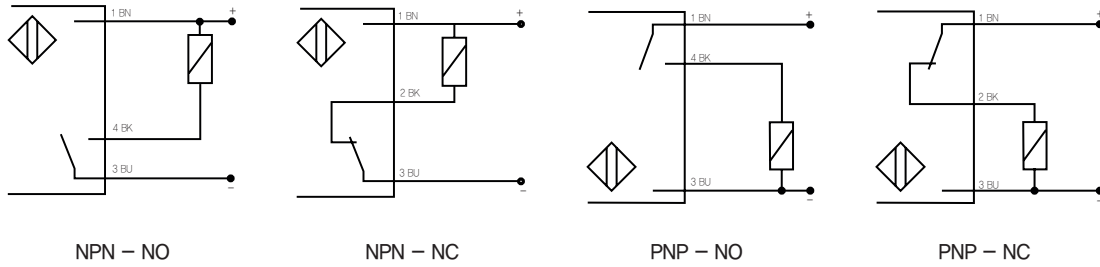 1 BN
+
4 BK
3 BU
−
NPN − NO
1 BN
+
2 BK
3 BU
−
NPN − NC
1 BN
+
4 BK
3 BU
−
PNP − NO
1 BN
+
2 BK
3 BU
−
PNP − NC